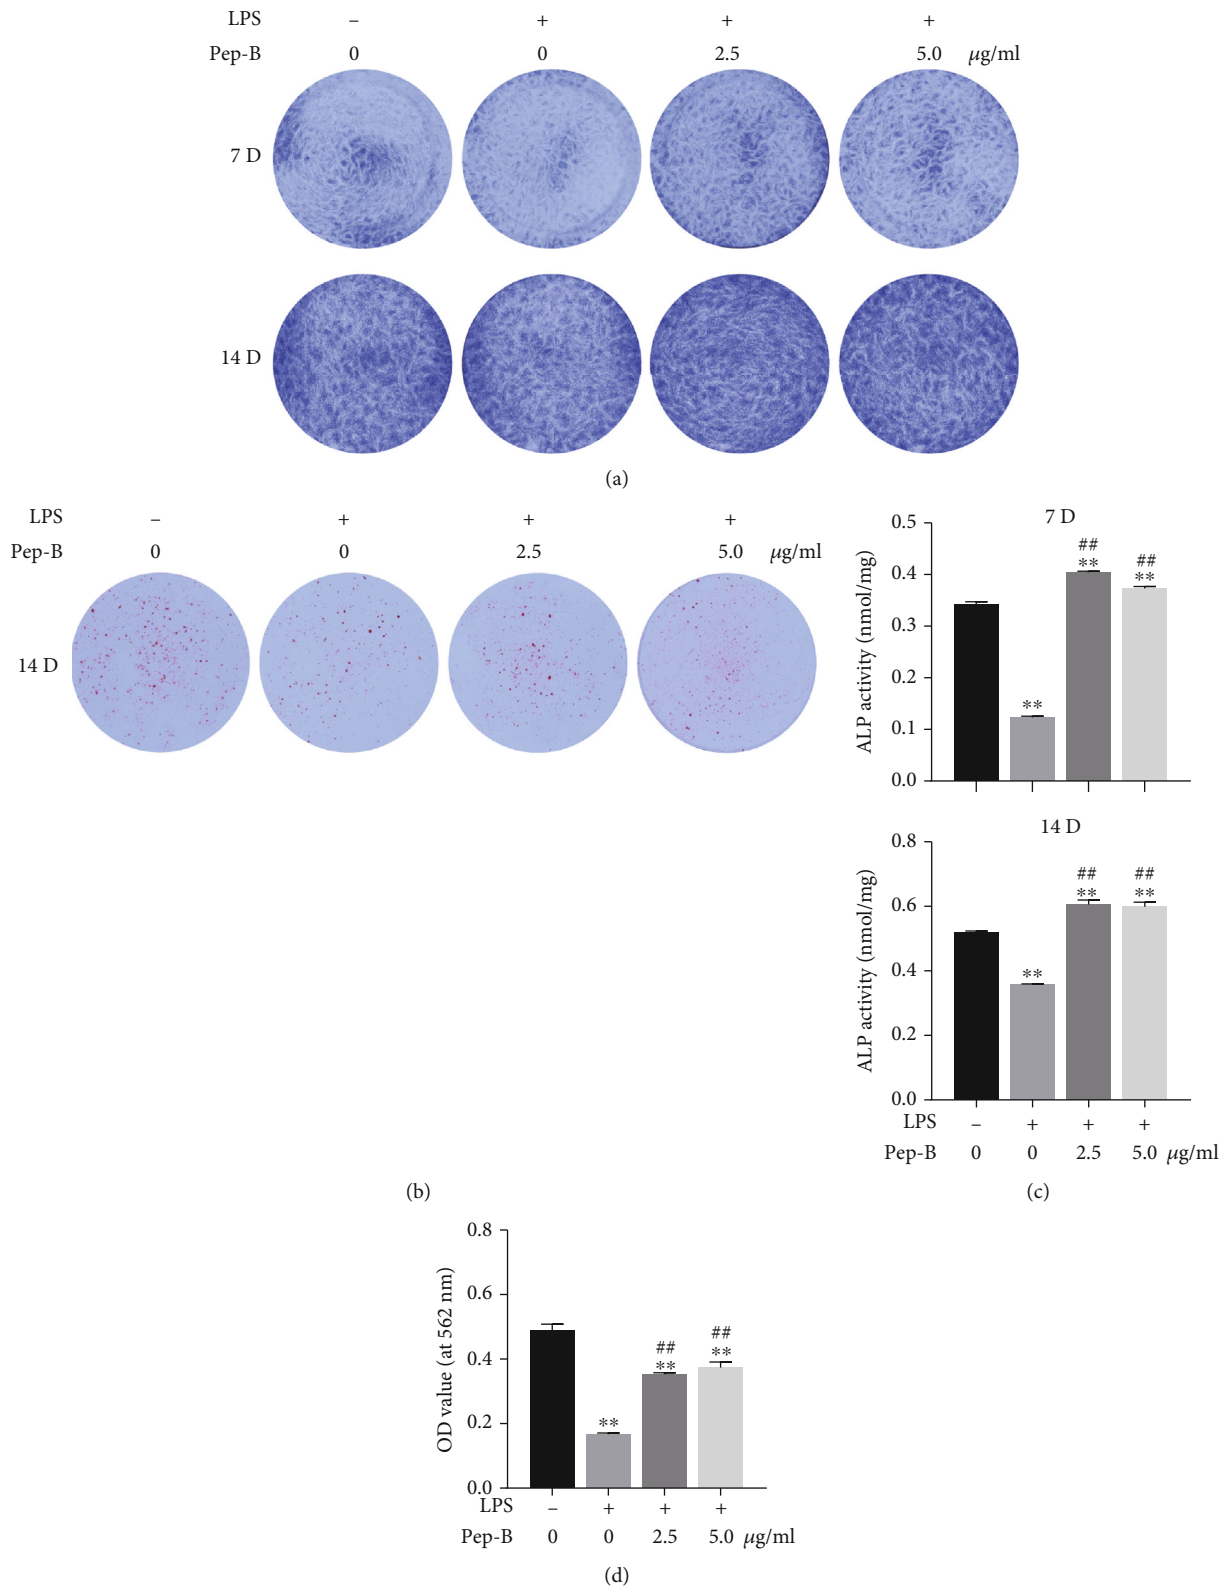 LPS – + + +
Pep-B 0 0 2.5 5.0 μg/ml
7 D
14 D
(a)
LPS – + + +
Pep-B 0 0 2.5 5.0 μg/ml
14 D
(b)
7 D
ALP activity (nmol/mg)
0.5
0.4
0.3
0.2
0.1
0.0
** ## ** ## **
14 D
ALP activity (nmol/mg)
0.8
0.6
0.4
0.2
0.0
** ## ** ## **
LPS – + + +
Pep-B 0 0 2.5 5.0 μg/ml
(c)
OD value (at 562 nm)
0.8
0.6
0.4
0.2
0.0
** ## ** ## **
LPS – + + +
Pep-B 0 0 2.5 5.0 μg/ml
(d)